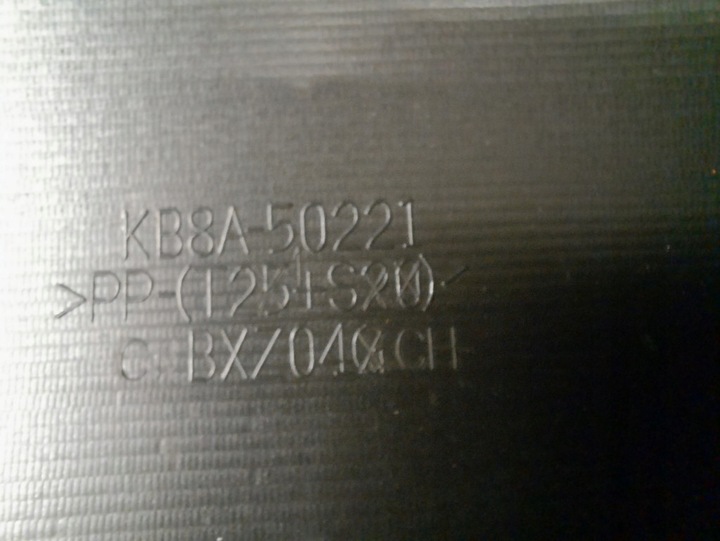 KB8A-50221
>PP-(T25+S20)<
C BX/040 CH